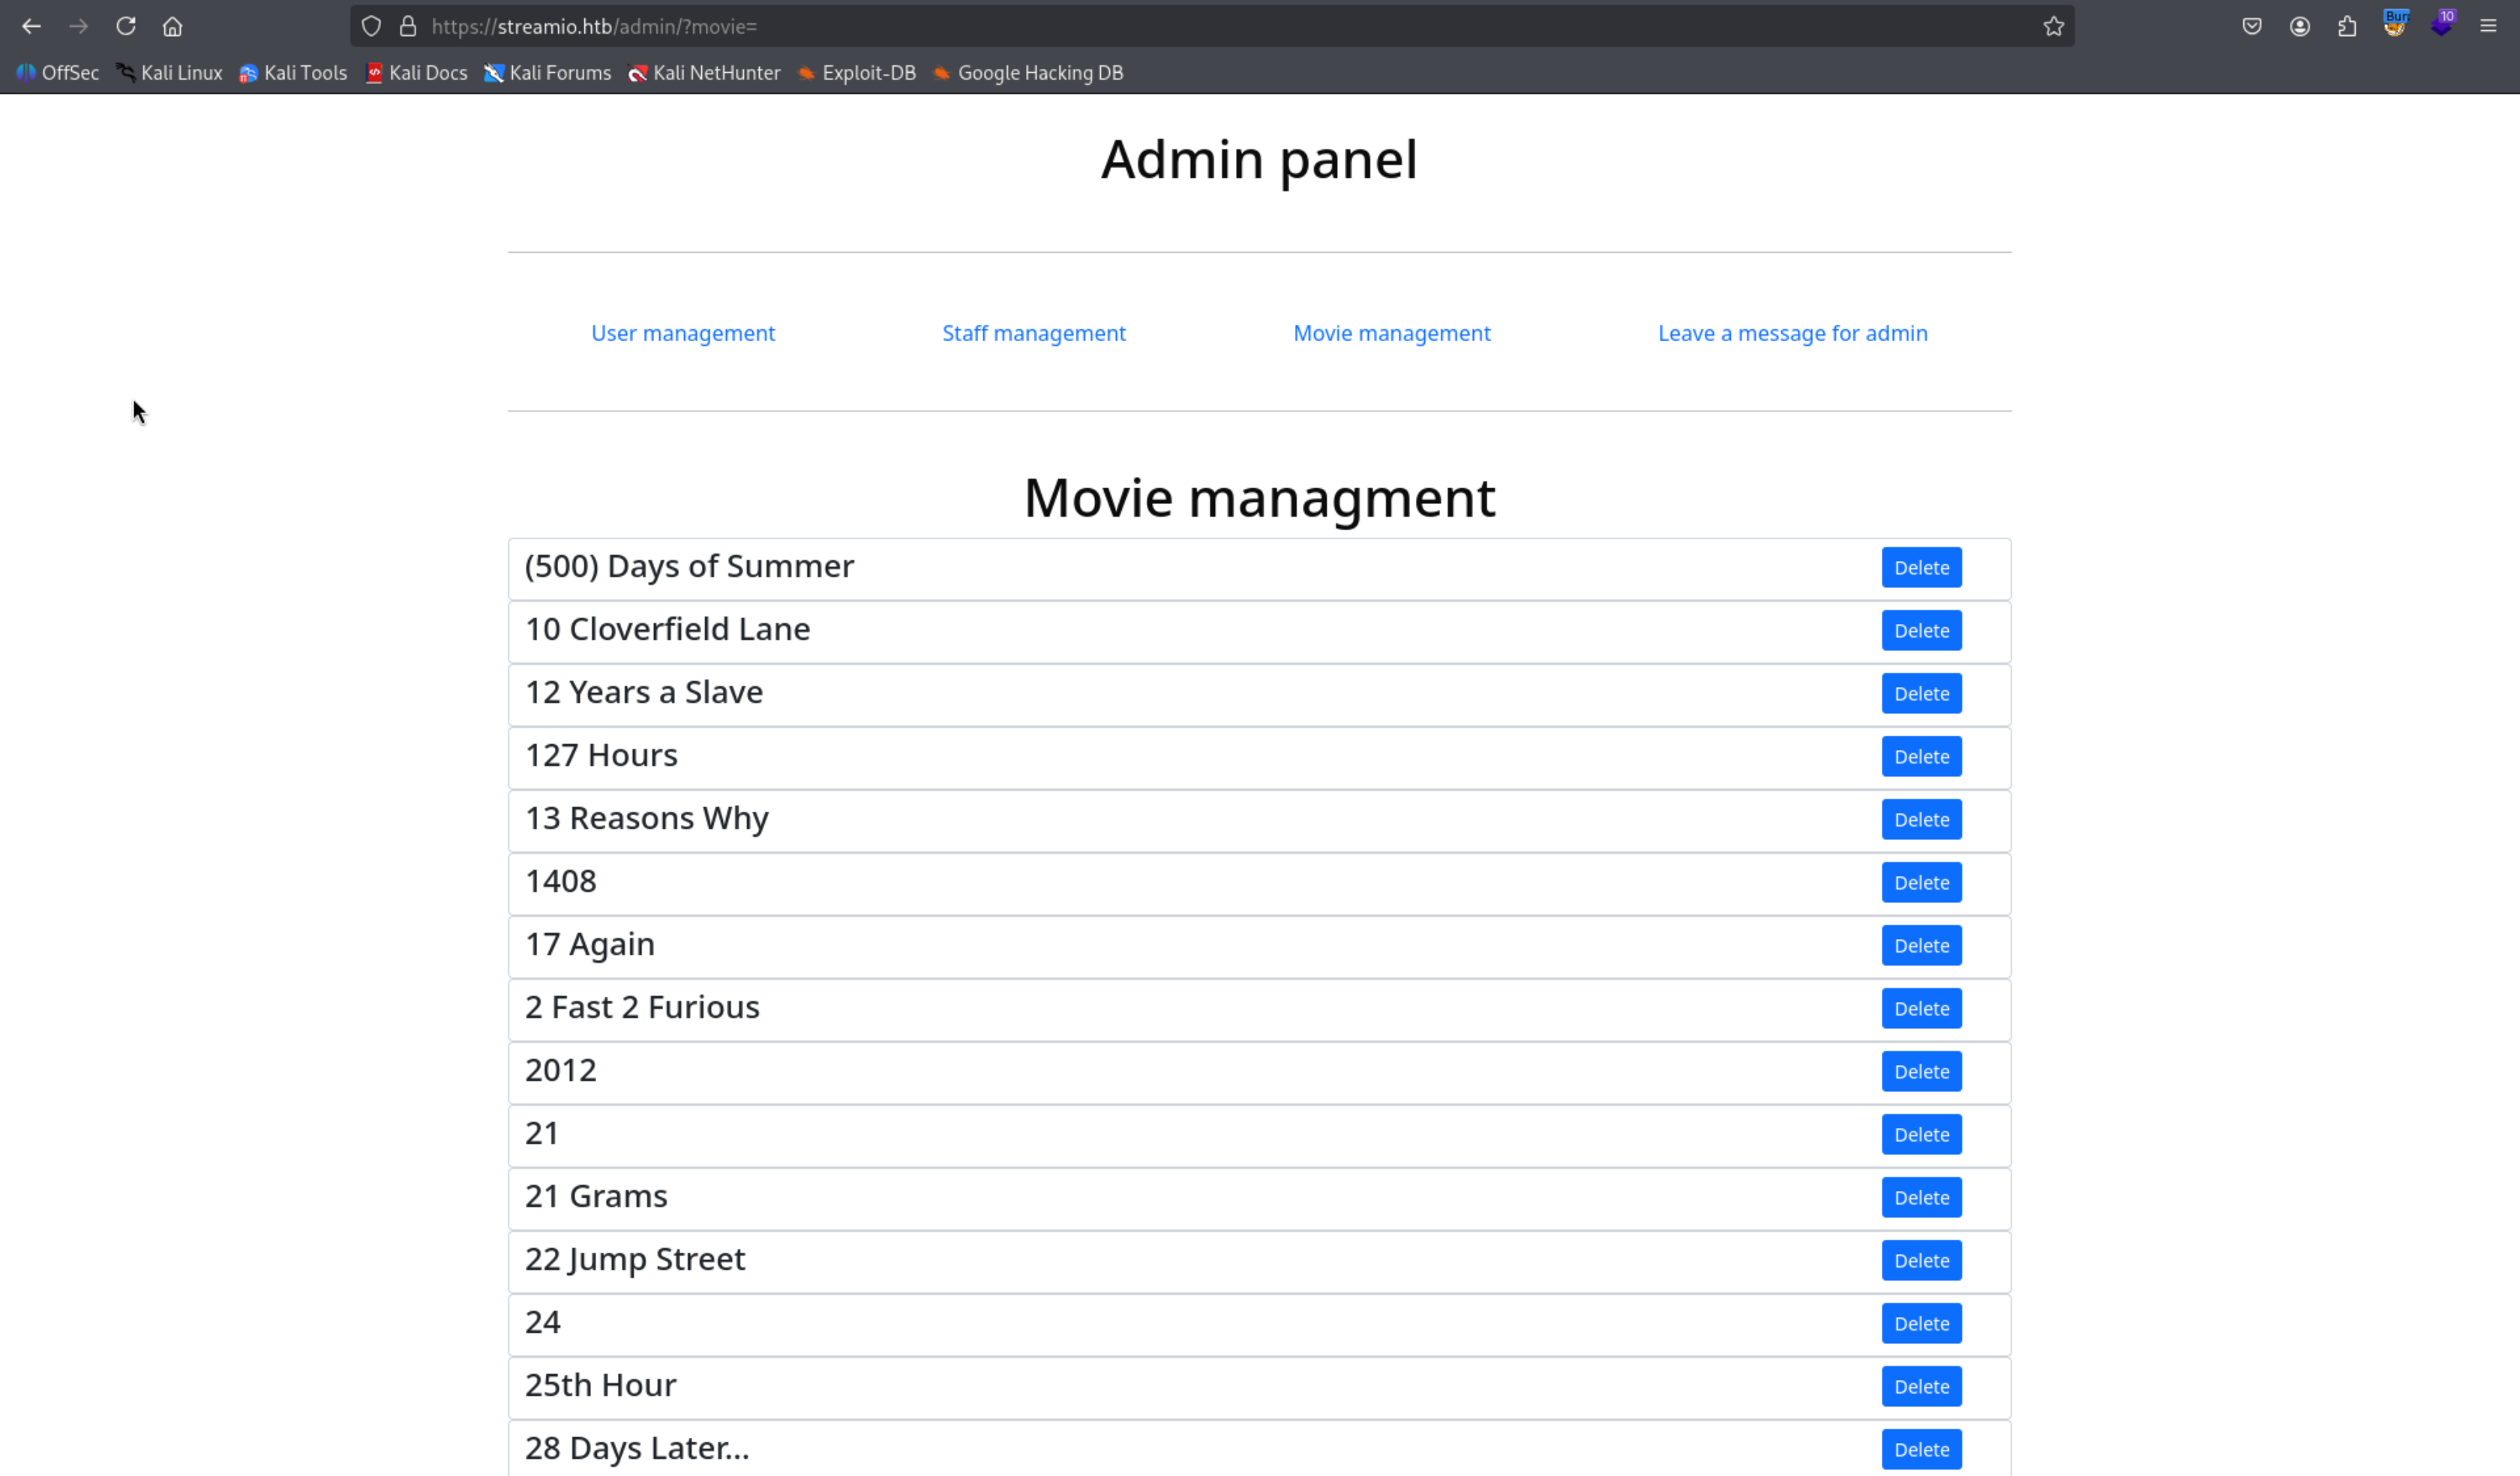 https://streamio.htb/admin/?movie=
10
OffSec Kali Linux Kali Tools Kali Docs Kali Forums Kali NetHunter Exploit-DB Google Hacking DB
Admin panel
User management Staff management Movie management Leave a message for admin
Movie managment
(500) Days of Summer Delete
10 Cloverfield Lane Delete
12 Years a Slave Delete
127 Hours Delete
13 Reasons Why Delete
1408 Delete
17 Again Delete
2 Fast 2 Furious Delete
2012 Delete
21 Delete
21 Grams Delete
22 Jump Street Delete
24 Delete
25th Hour Delete
28 Days Later... Delete